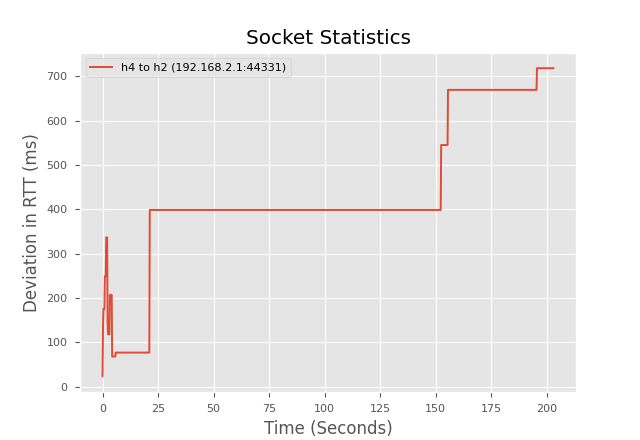 Socket Statistics
h4 to h2 (192.168.2.1:44331)
Deviation in RTT (ms)
700
600
500
400
300
200
100
0
0 25 50 75 100 125 150 175 200
Time (Seconds)